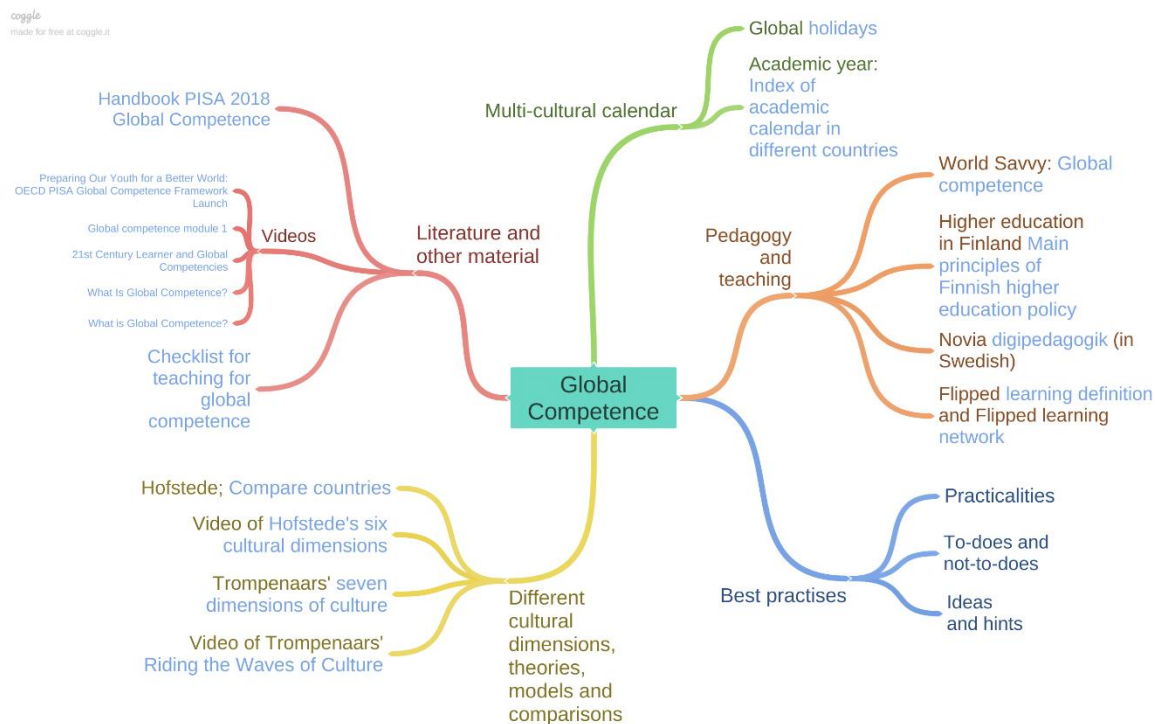 coggle
made for free at coggle.it
Global holidays
Academic year:
Index of
academic
calendar in
different countries
Multi-cultural calendar
Handbook PISA 2018
Global Competence
Preparing Our Youth for a Better World:
OECD PISA Global Competence Framework
Launch
Global competence module 1
21st Century Learner and Global
Competencies
What Is Global Competence?
What is Global Competence?
Videos
Checklist for
teaching for
global
competence
Literature and
other material
World Savvy: Global
competence
Higher education
in Finland Main
principles of
Finnish higher
education policy
Novia digipedagogik (in
Swedish)
Flipped learning definition
and Flipped learning
network
Pedagogy
and
teaching
Global
Competence
Hofstede; Compare countries
Video of Hofstede's six
cultural dimensions
Trompenaars' seven
dimensions of culture
Video of Trompenaars'
Riding the Waves of Culture
Different
cultural
dimensions,
theories,
models and
comparisons
Best practises
Practicalities
To-does and
not-to-does
Ideas
and hints